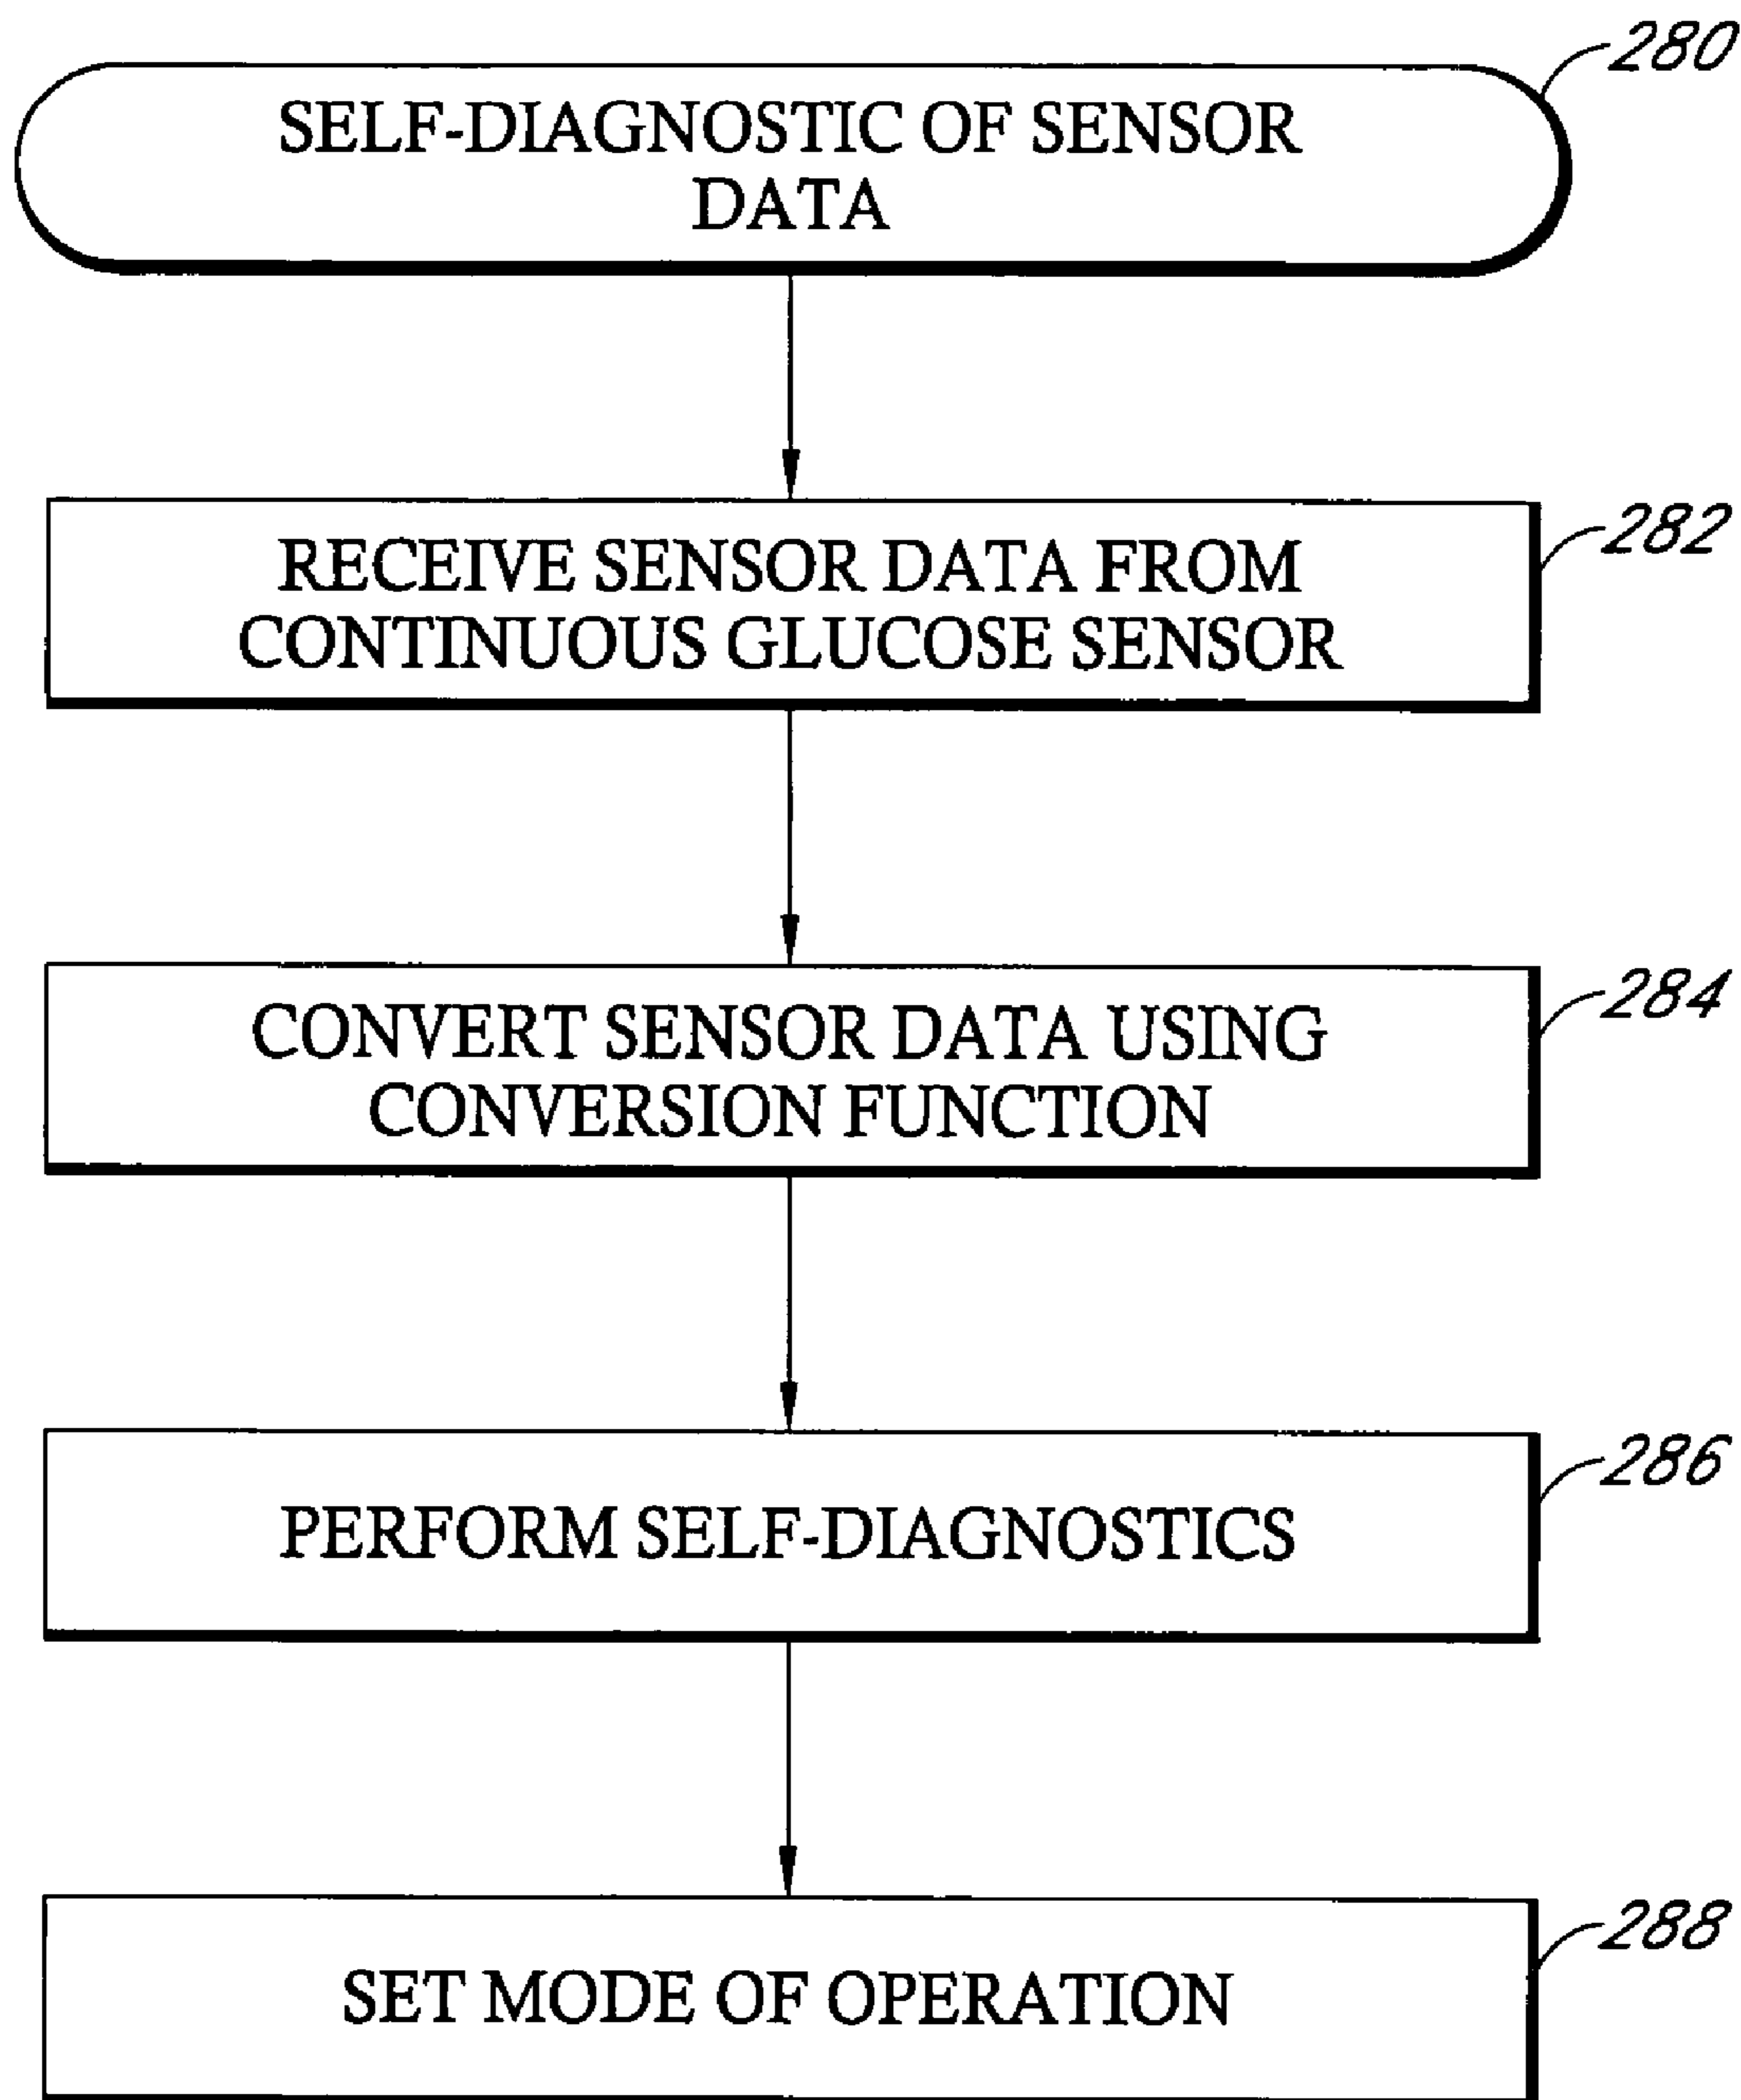 280
SELF-DIAGNOSTIC OF SENSOR
DATA
282
RECEIVE SENSOR DATA FROM
CONTINUOUS GLUCOSE SENSOR
284
CONVERT SENSOR DATA USING
CONVERSION FUNCTION
286
PERFORM SELF-DIAGNOSTICS
288
SET MODE OF OPERATION